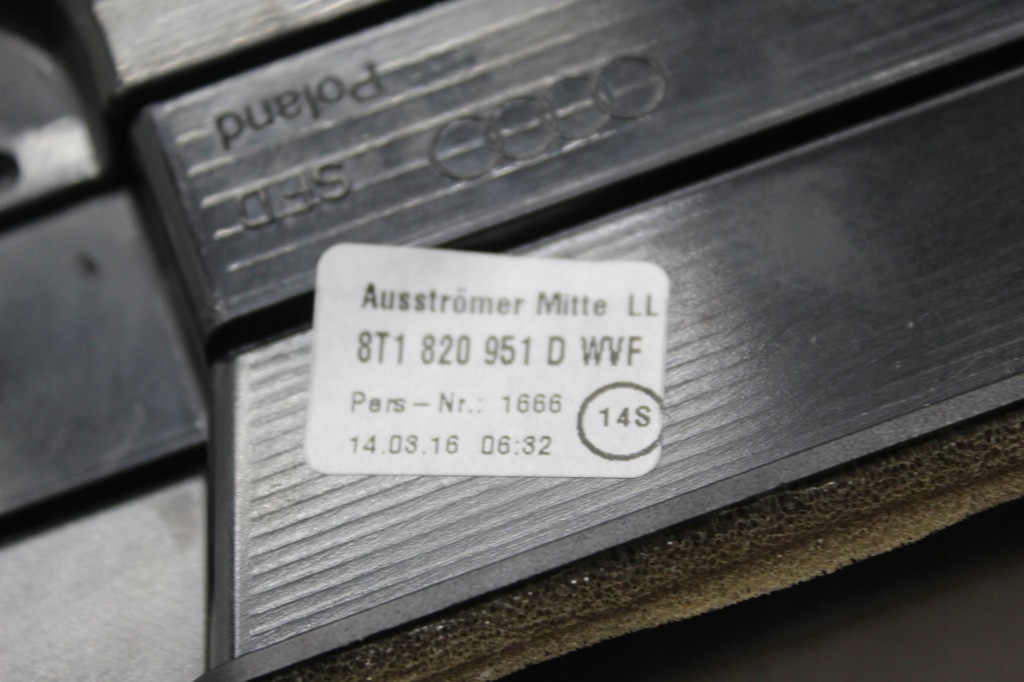 Poland
SFD
Ausströmer Mitte LL
8T1 820 951 D WVF
Pers-Nr.: 1666
14S
14.03.16 06:32